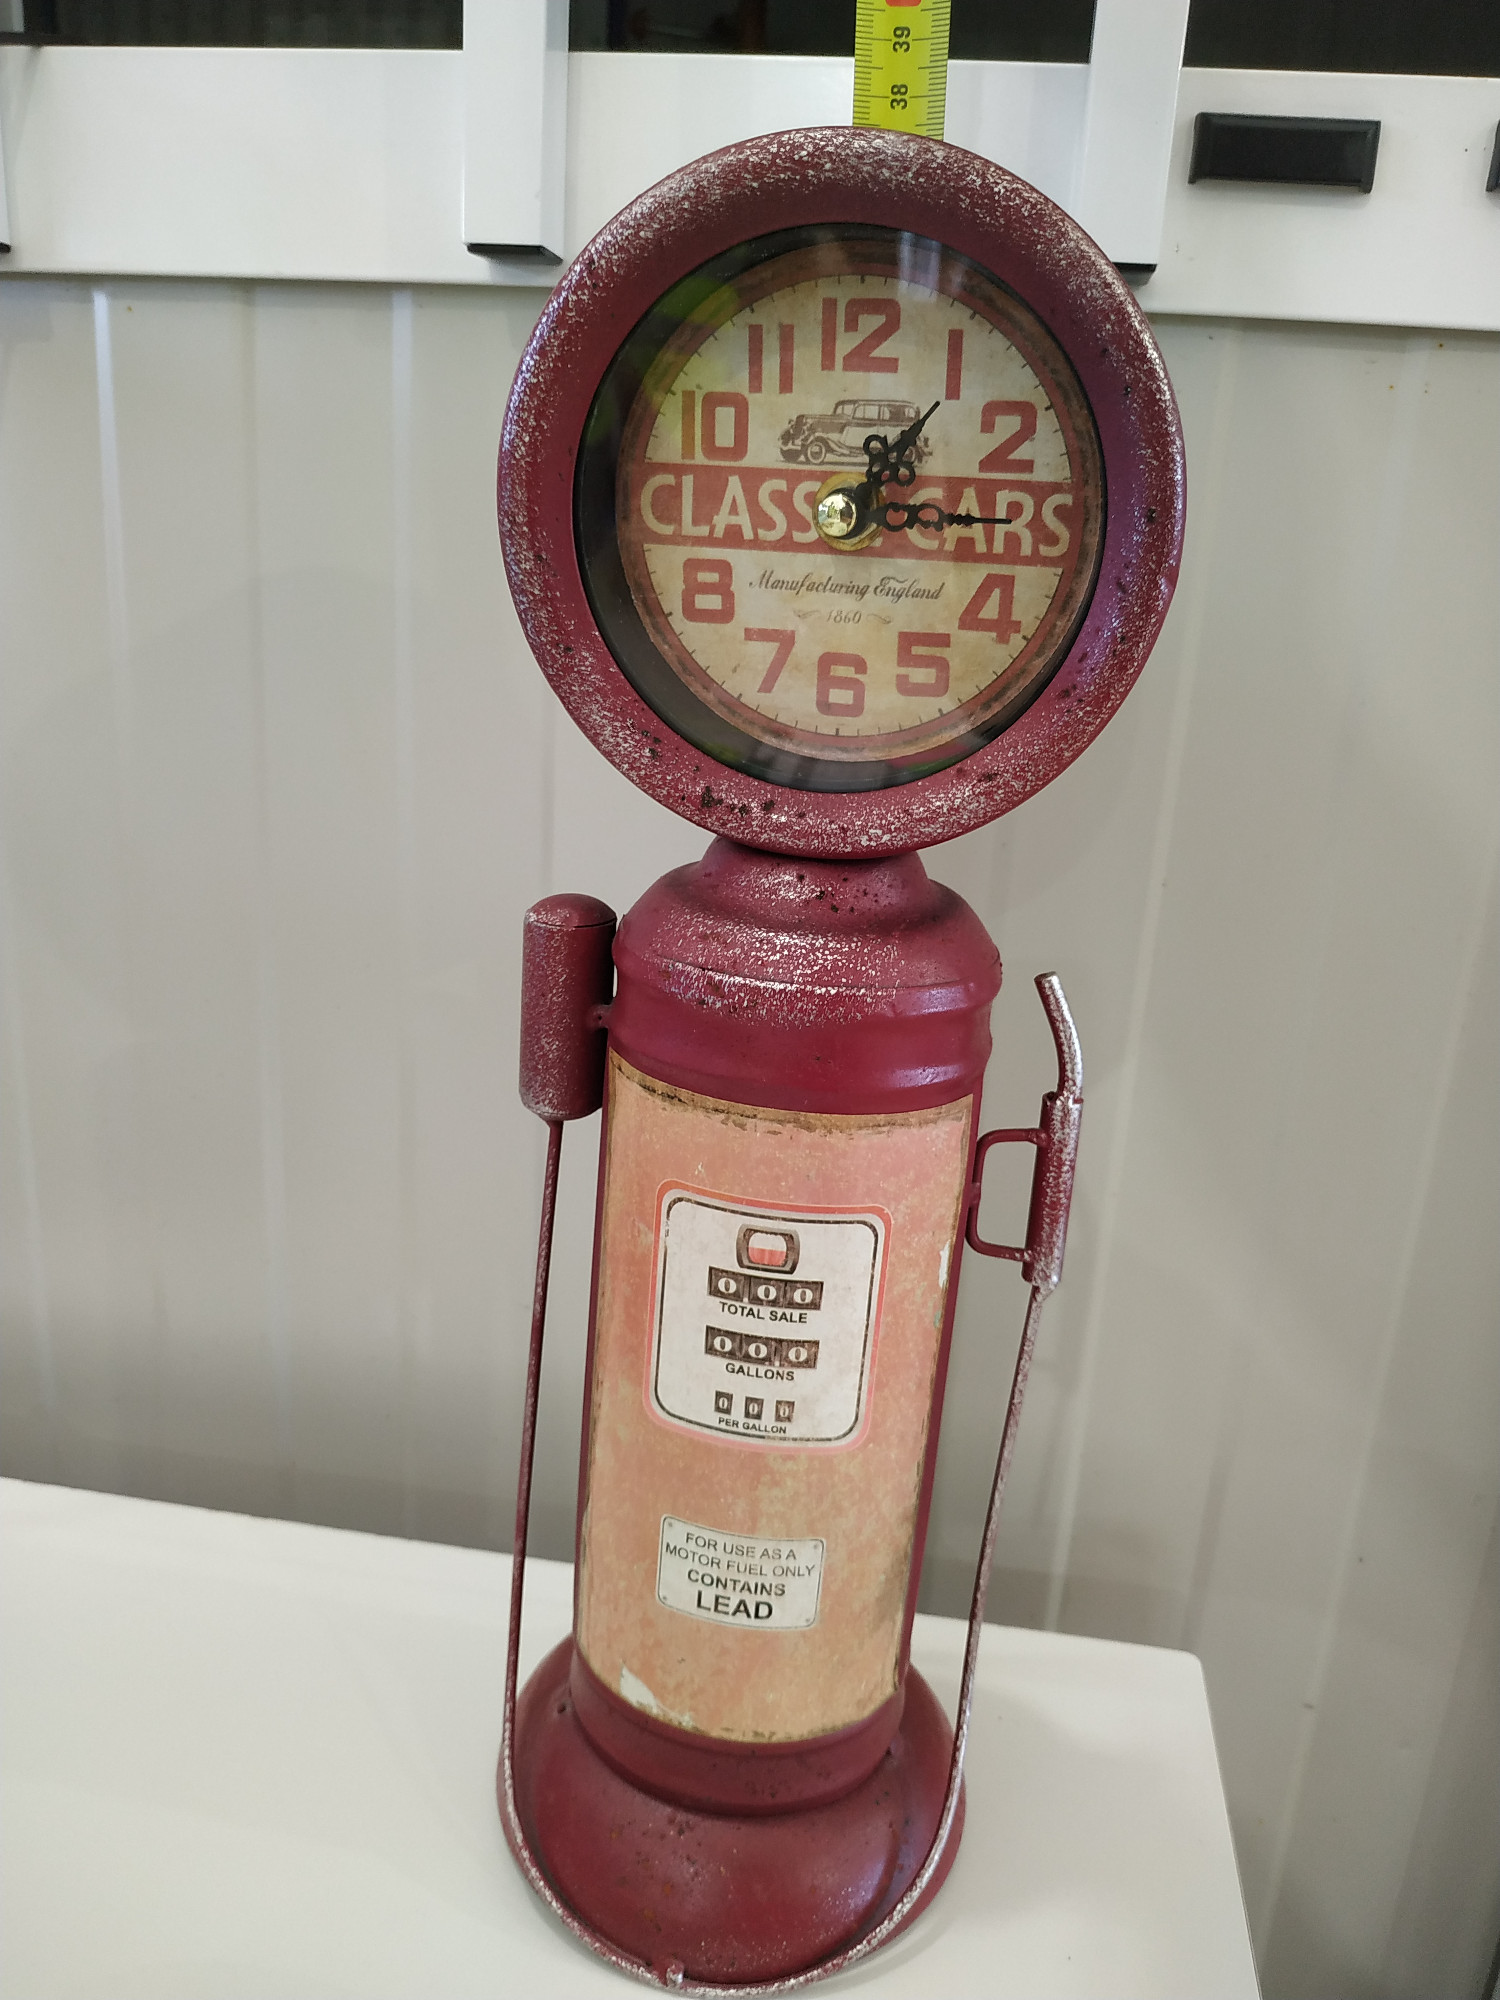 39
38
12
11
1
10
2
CLASSIC CARS
8
Manufacturing England
4
1860
7
5
6
0 0 0
TOTAL SALE
0 0 0
GALLONS
0 0 0
PER GALLON
FOR USE AS A
MOTOR FUEL ONLY
CONTAINS
LEAD